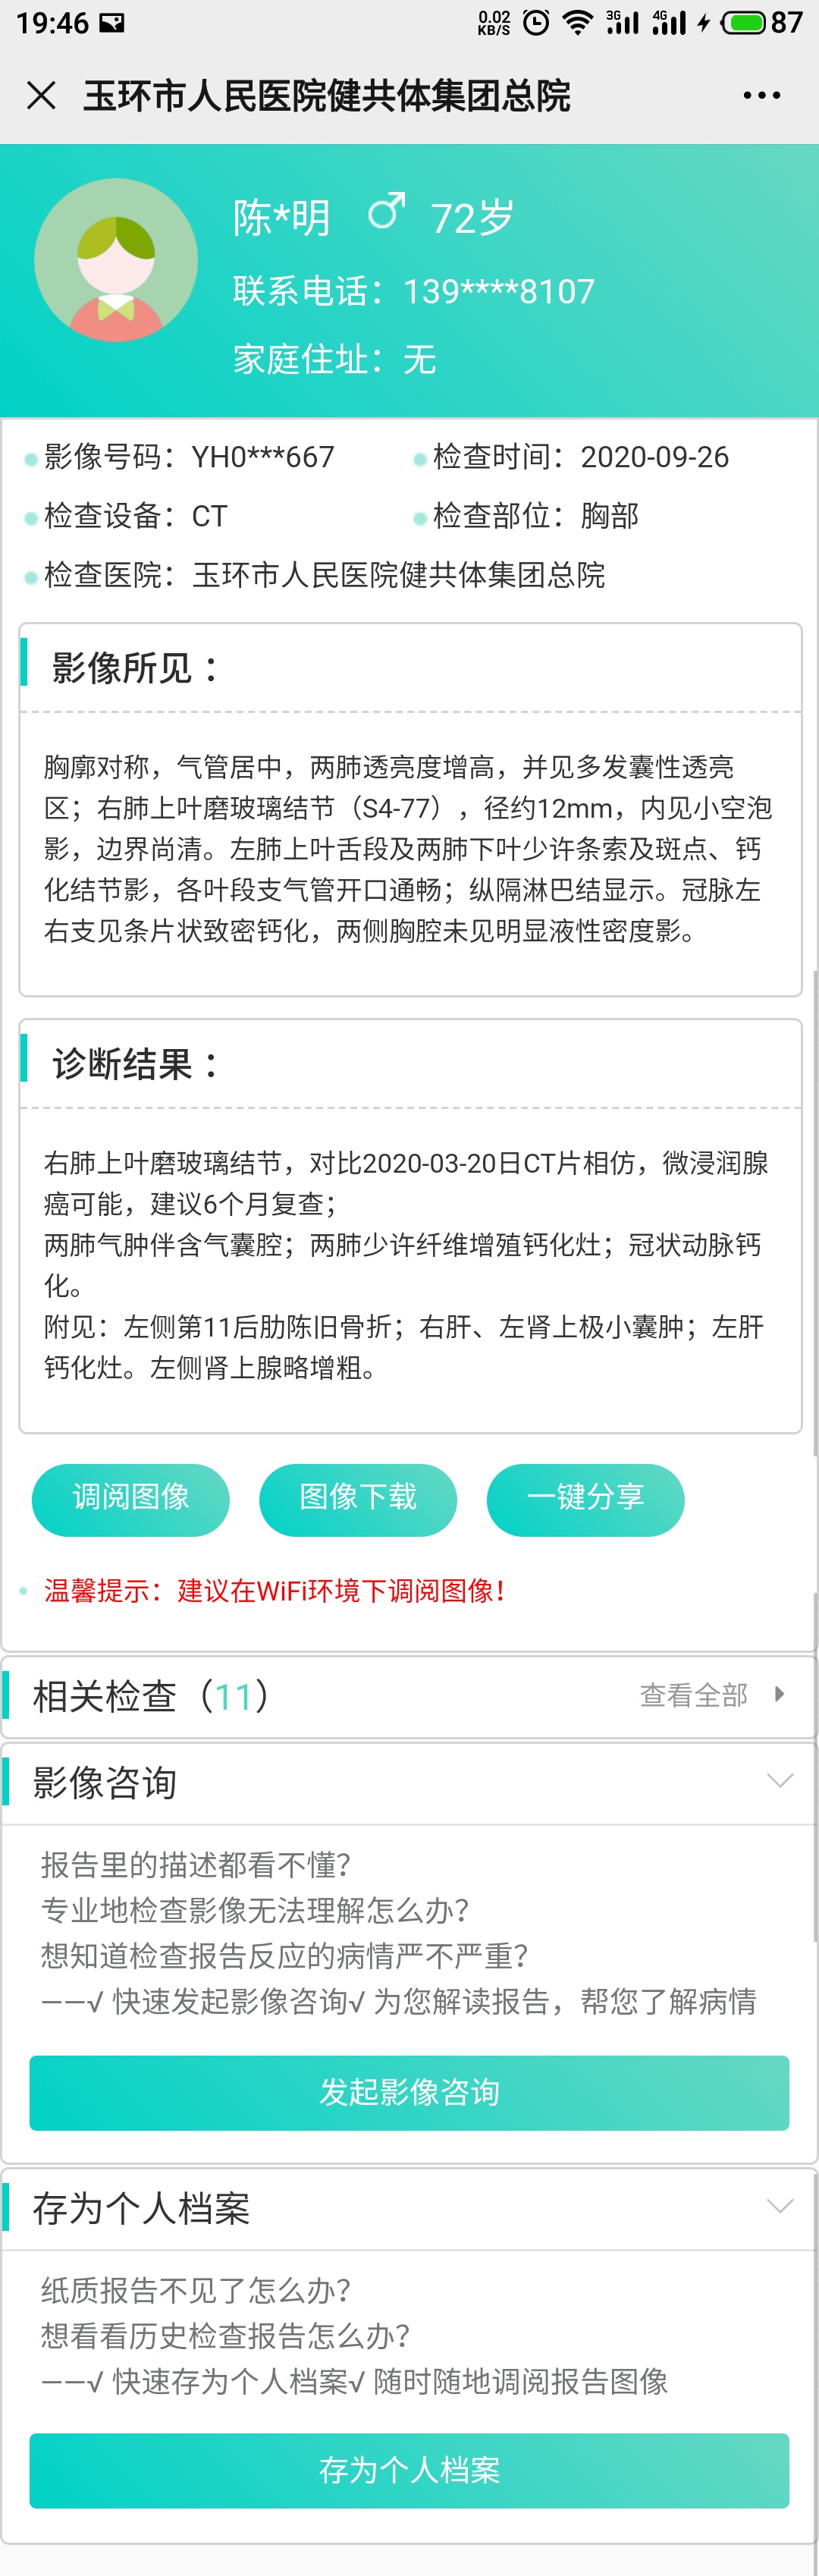 19:46
0.02
KB/S
3G
4G
87
玉环市人民医院健共体集团总院
陈*明 ♂ 72岁
联系电话：139****8107
家庭住址：无
影像号码：YH0***667
检查时间：2020-09-26
检查设备：CT
检查部位：胸部
检查医院：玉环市人民医院健共体集团总院
影像所见：
胸廓对称，气管居中，两肺透亮度增高，并见多发囊性透亮
区；右肺上叶磨玻璃结节（S4-77），径约12mm，内见小空泡
影，边界尚清。左肺上叶舌段及两肺下叶少许条索及斑点、钙
化结节影，各叶段支气管开口通畅；纵隔淋巴结显示。冠脉左
右支见条片状致密钙化，两侧胸腔未见明显液性密度影。
诊断结果：
右肺上叶磨玻璃结节，对比2020-03-20日CT片相仿，微浸润腺
癌可能，建议6个月复查；
两肺气肿伴含气囊腔；两肺少许纤维增殖钙化灶；冠状动脉钙
化。
附见：左侧第11后肋陈旧骨折；右肝、左肾上极小囊肿；左肝
钙化灶。左侧肾上腺略增粗。
调阅图像
图像下载
一键分享
温馨提示：建议在WiFi环境下调阅图像！
相关检查（11）
查看全部
影像咨询
报告里的描述都看不懂？
专业地检查影像无法理解怎么办？
想知道检查报告反应的病情严不严重？
——√ 快速发起影像咨询√ 为您解读报告，帮您了解病情
发起影像咨询
存为个人档案
纸质报告不见了怎么办？
想看看历史检查报告怎么办？
——√ 快速存为个人档案√ 随时随地调阅报告图像
存为个人档案